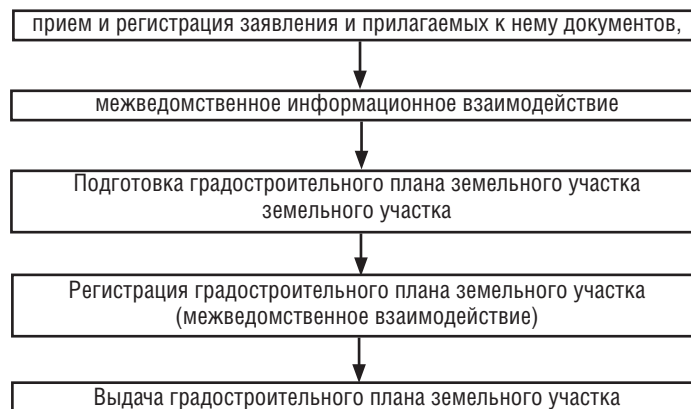 прием и регистрация заявления и прилагаемых к нему документов,
межведомственное информационное взаимодействие
Подготовка градостроительного плана земельного участка
земельного участка
Регистрация градостроительного плана земельного участка
(межведомственное взаимодействие)
Выдача градостроительного плана земельного участка